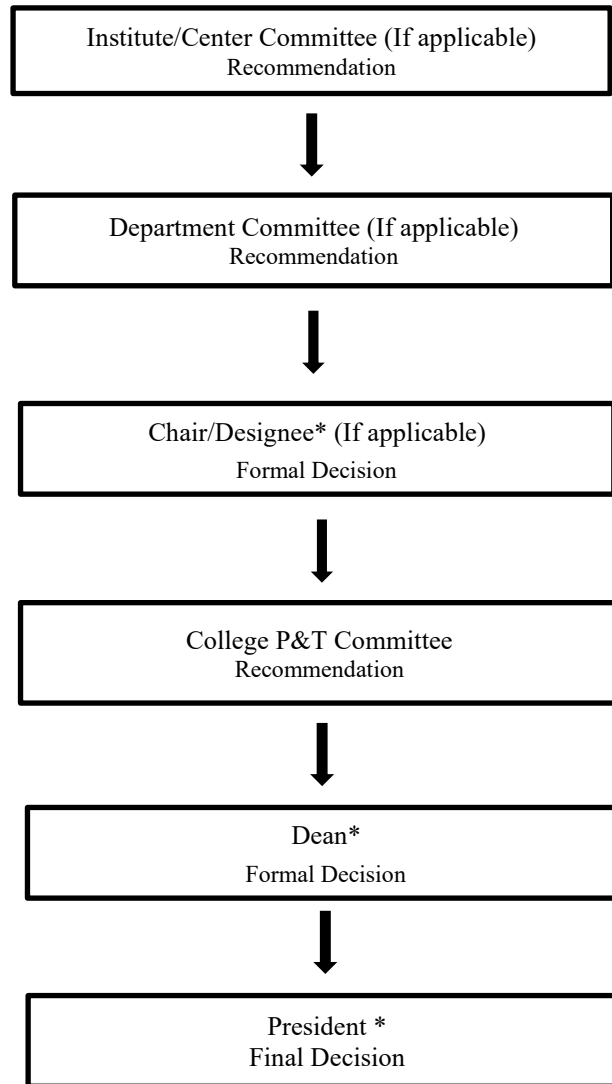 Institute/Center Committee (If applicable)
Recommendation
Department Committee (If applicable)
Recommendation
Chair/Designee* (If applicable)
Formal Decision
College P&T Committee
Recommendation
Dean*
Formal Decision
President *
Final Decision